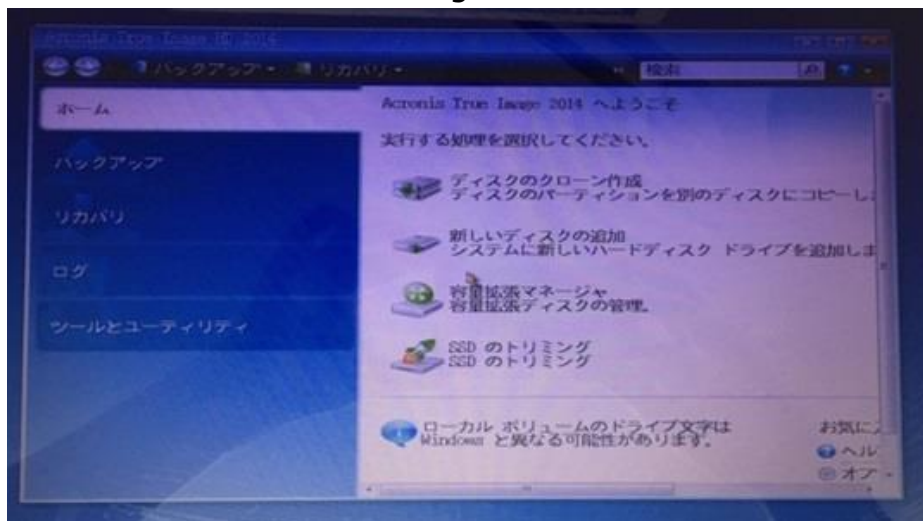 Acronis True Image HD 2014
バックアップ
リカバリ
検索
ホーム
バックアップ
リカバリ
ログ
ツールとユーティリティ
Acronis True Image 2014 へようこそ
実行する処理を選択してください。
ディスクのクローン作成
ディスクのパーティションを別のディスクにコピーし
新しいディスクの追加
システムに新しいハードディスク ドライブを追加しま
容量拡張マネージャ
容量拡張ディスクの管理。
SSD のトリミング
SSD のトリミング
ローカル ボリュームのドライブ文字は
Windows と異なる可能性があります。
お気に
ヘル
オプ